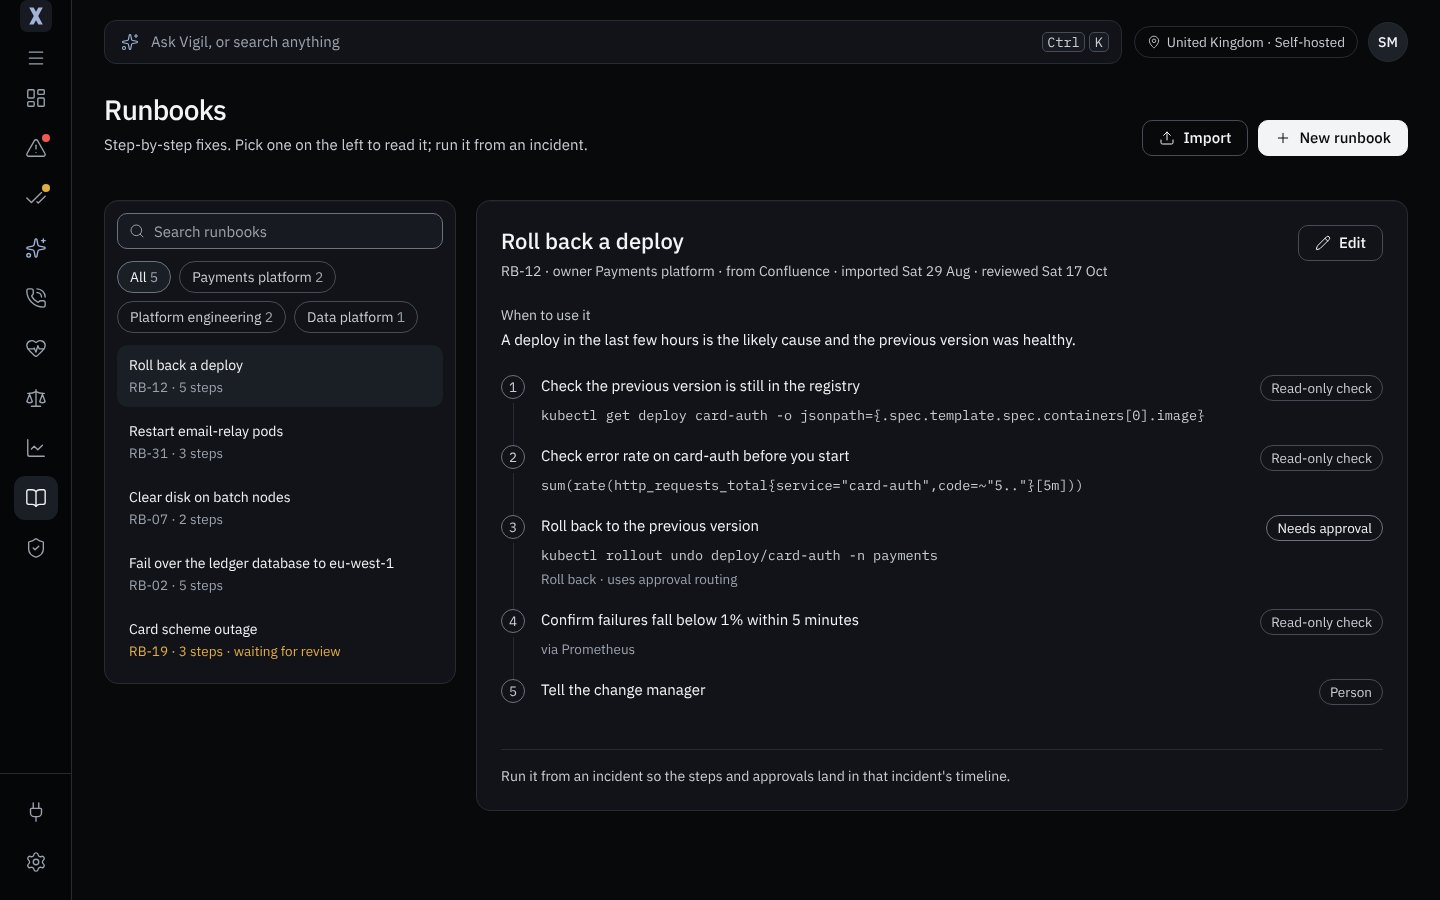 Ask Vigil, or search anything
Ctrl K
United Kingdom · Self-hosted
SM
Runbooks
Step-by-step fixes. Pick one on the left to read it; run it from an incident.
Import
New runbook
Search runbooks
All 5
Payments platform 2
Platform engineering 2
Data platform 1
Roll back a deploy
RB-12 · 5 steps
Restart email-relay pods
RB-31 · 3 steps
Clear disk on batch nodes
RB-07 · 2 steps
Fail over the ledger database to eu-west-1
RB-02 · 5 steps
Card scheme outage
RB-19 · 3 steps · waiting for review
Roll back a deploy
Edit
RB-12 · owner Payments platform · from Confluence · imported Sat 29 Aug · reviewed Sat 17 Oct
When to use it
A deploy in the last few hours is the likely cause and the previous version was healthy.
1 Check the previous version is still in the registry
Read-only check
kubectl get deploy card-auth -o jsonpath={.spec.template.spec.containers[0].image}
2 Check error rate on card-auth before you start
Read-only check
sum(rate(http_requests_total{service="card-auth",code=~"5.."}[5m]))
3 Roll back to the previous version
Needs approval
kubectl rollout undo deploy/card-auth -n payments
Roll back · uses approval routing
4 Confirm failures fall below 1% within 5 minutes
Read-only check
via Prometheus
5 Tell the change manager
Person
Run it from an incident so the steps and approvals land in that incident's timeline.